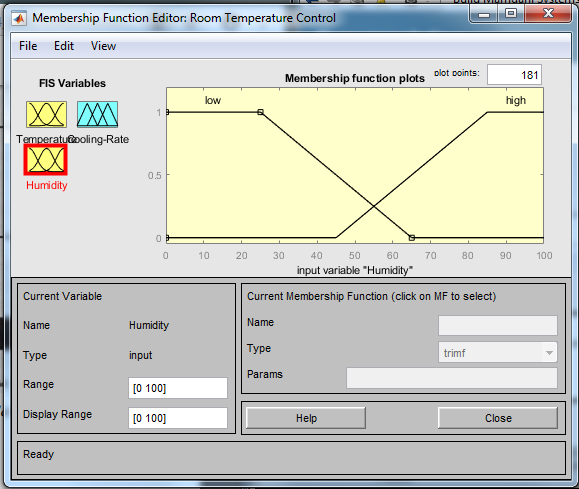 Membership Function Editor: Room Temperature Control
File Edit View
FIS Variables
Temperature
Cooling-Rate
Humidity
Membership function plots
plot points:
181
low
high
1
0.5
0
0 10 20 30 40 50 60 70 80 90 100
input variable "Humidity"
Current Variable
Name Humidity
Type input
Range [0 100]
Display Range [0 100]
Current Membership Function (click on MF to select)
Name
Type trimf
Params
Help Close
Ready